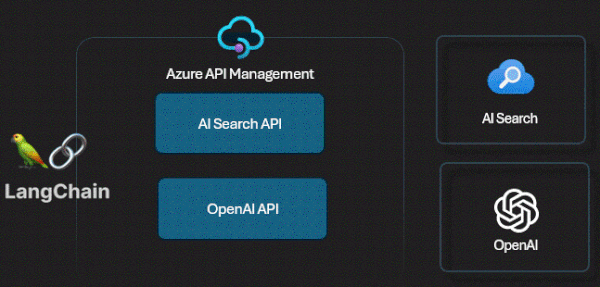 Azure API Management
AI Search API
OpenAI API
LangChain
AI Search
OpenAI